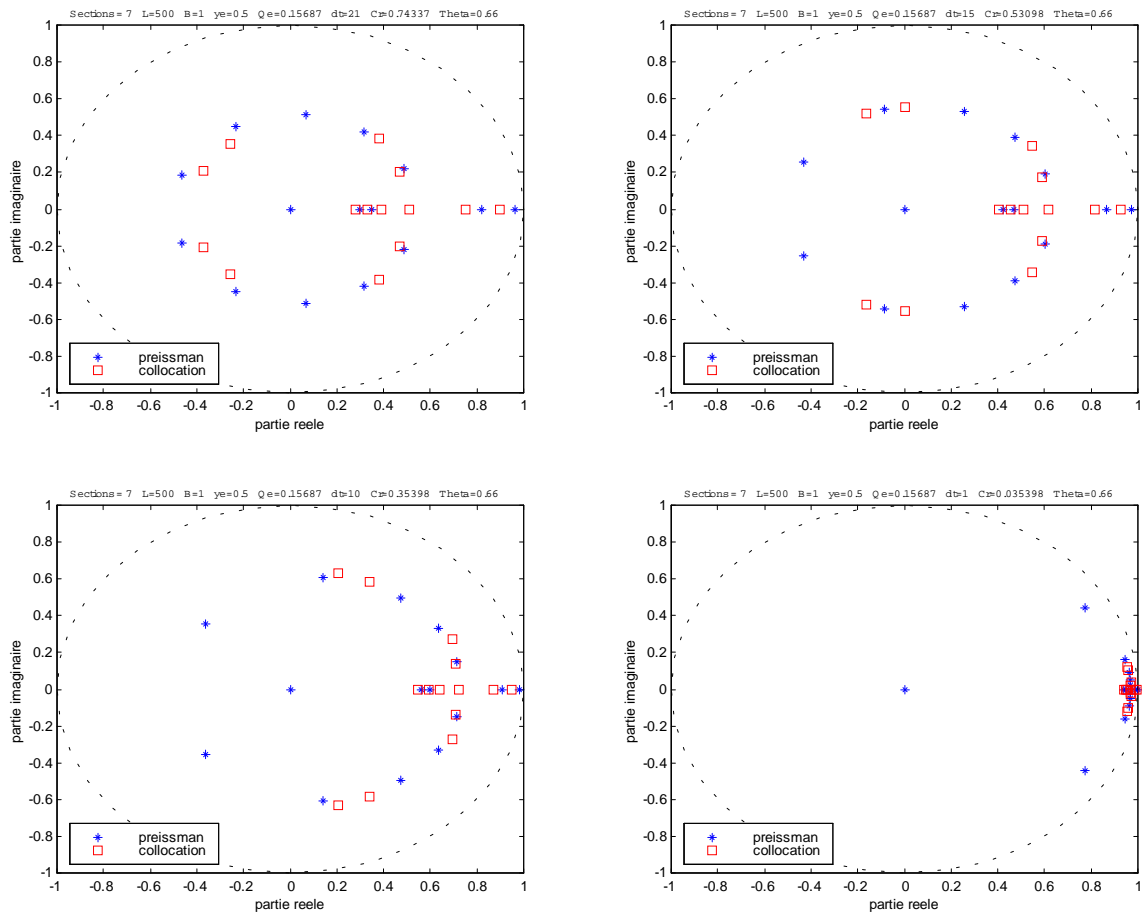 Sections=7 L=500 B=1 ye=0.5 Qe=0.15687 dt=21 Cr=0.74337 Theta=0.66
1
0.8
0.6
0.4
0.2
0
-0.2
-0.4
-0.6
-0.8
-1
partie imaginaire
preissman
collocation
-1 -0.8 -0.6 -0.4 -0.2 0 0.2 0.4 0.6 0.8 1
partie reele
Sections=7 L=500 B=1 ye=0.5 Qe=0.15687 dt=15 Cr=0.53098 Theta=0.66
1
0.8
0.6
0.4
0.2
0
-0.2
-0.4
-0.6
-0.8
-1
partie imaginaire
preissman
collocation
-1 -0.8 -0.6 -0.4 -0.2 0 0.2 0.4 0.6 0.8 1
partie reele
Sections=7 L=500 B=1 ye=0.5 Qe=0.15687 dt=10 Cr=0.35398 Theta=0.66
1
0.8
0.6
0.4
0.2
0
-0.2
-0.4
-0.6
-0.8
-1
partie imaginaire
preissman
collocation
-1 -0.8 -0.6 -0.4 -0.2 0 0.2 0.4 0.6 0.8 1
partie reele
Sections=7 L=500 B=1 ye=0.5 Qe=0.15687 dt=1 Cr=0.035398 Theta=0.66
1
0.8
0.6
0.4
0.2
0
-0.2
-0.4
-0.6
-0.8
-1
partie imaginaire
preissman
collocation
-1 -0.8 -0.6 -0.4 -0.2 0 0.2 0.4 0.6 0.8 1
partie reele